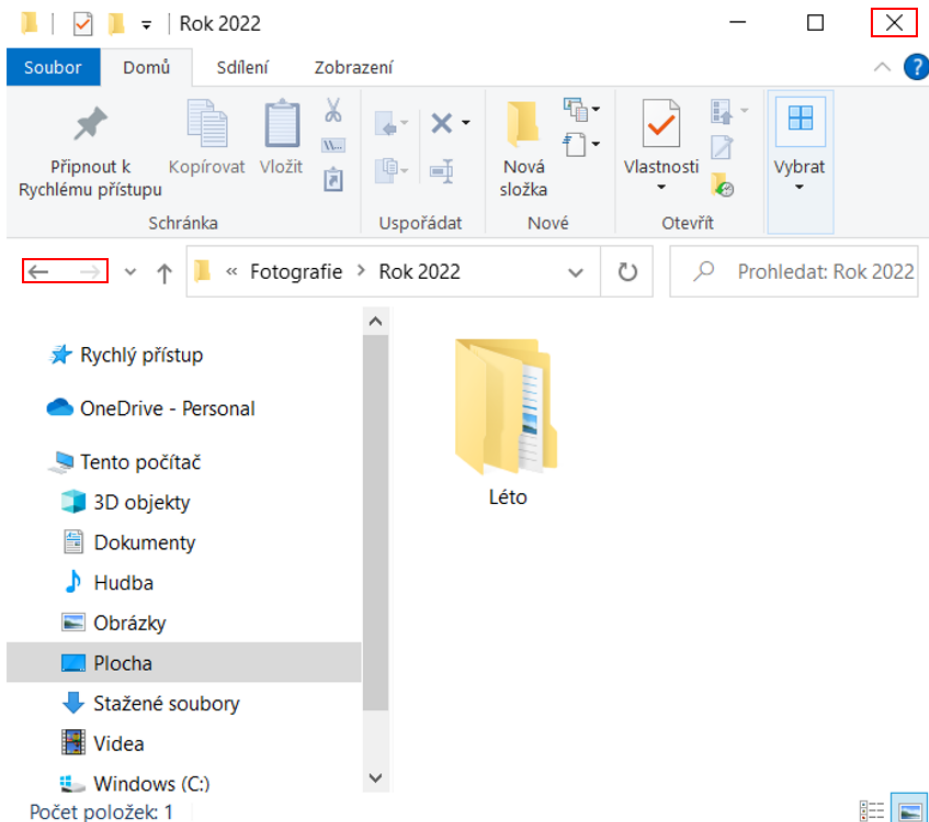 Rok 2022
Soubor Domů Sdílení Zobrazení
?
Připnout k
Rychlému přístupu
Kopírovat
Vložit
Nová
složka
Vlastnosti
Vybrat
Schránka
Uspořádat
Nové
Otevřít
« Fotografie > Rok 2022
Prohledat: Rok 2022
Rychlý přístup
OneDrive - Personal
Tento počítač
3D objekty
Dokumenty
Hudba
Obrázky
Plocha
Stažené soubory
Videa
Windows (C:)
Léto
Počet položek: 1